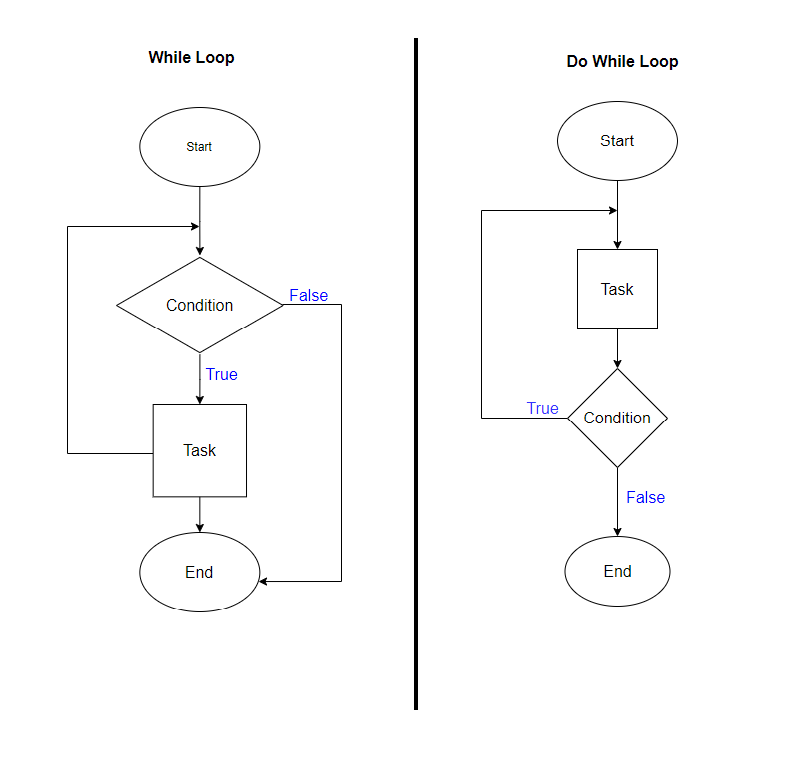 While Loop
Start
Condition
False
True
Task
End
Do While Loop
Start
Task
True
Condition
False
End